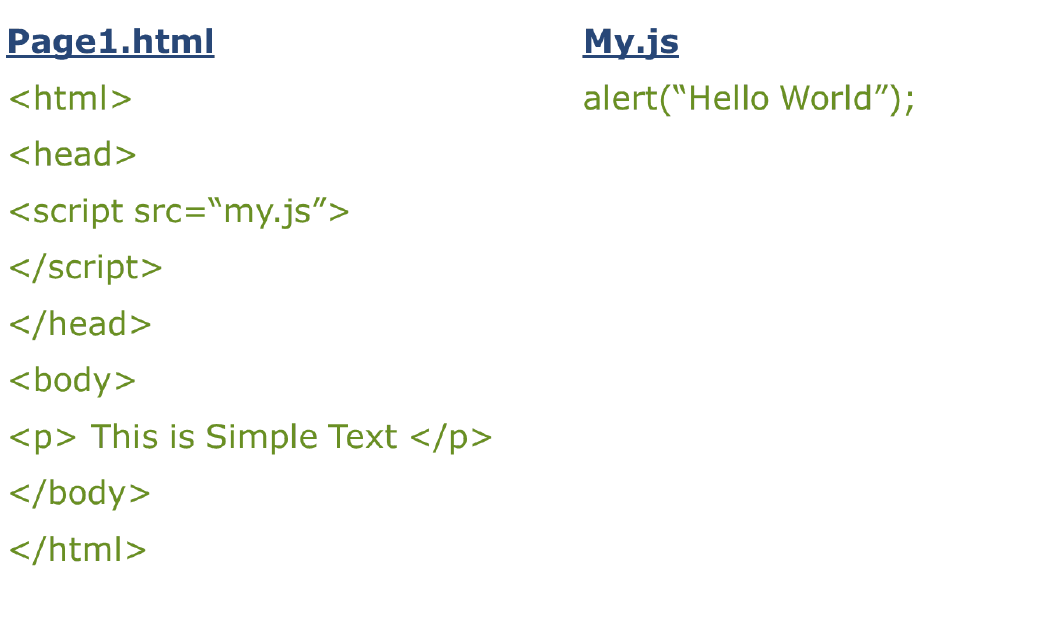 Page1.html
<html>
<head>
<script src=“my.js”>
</script>
</head>
<body>
<p> This is Simple Text </p>
</body>
</html>
My.js
alert(“Hello World”);